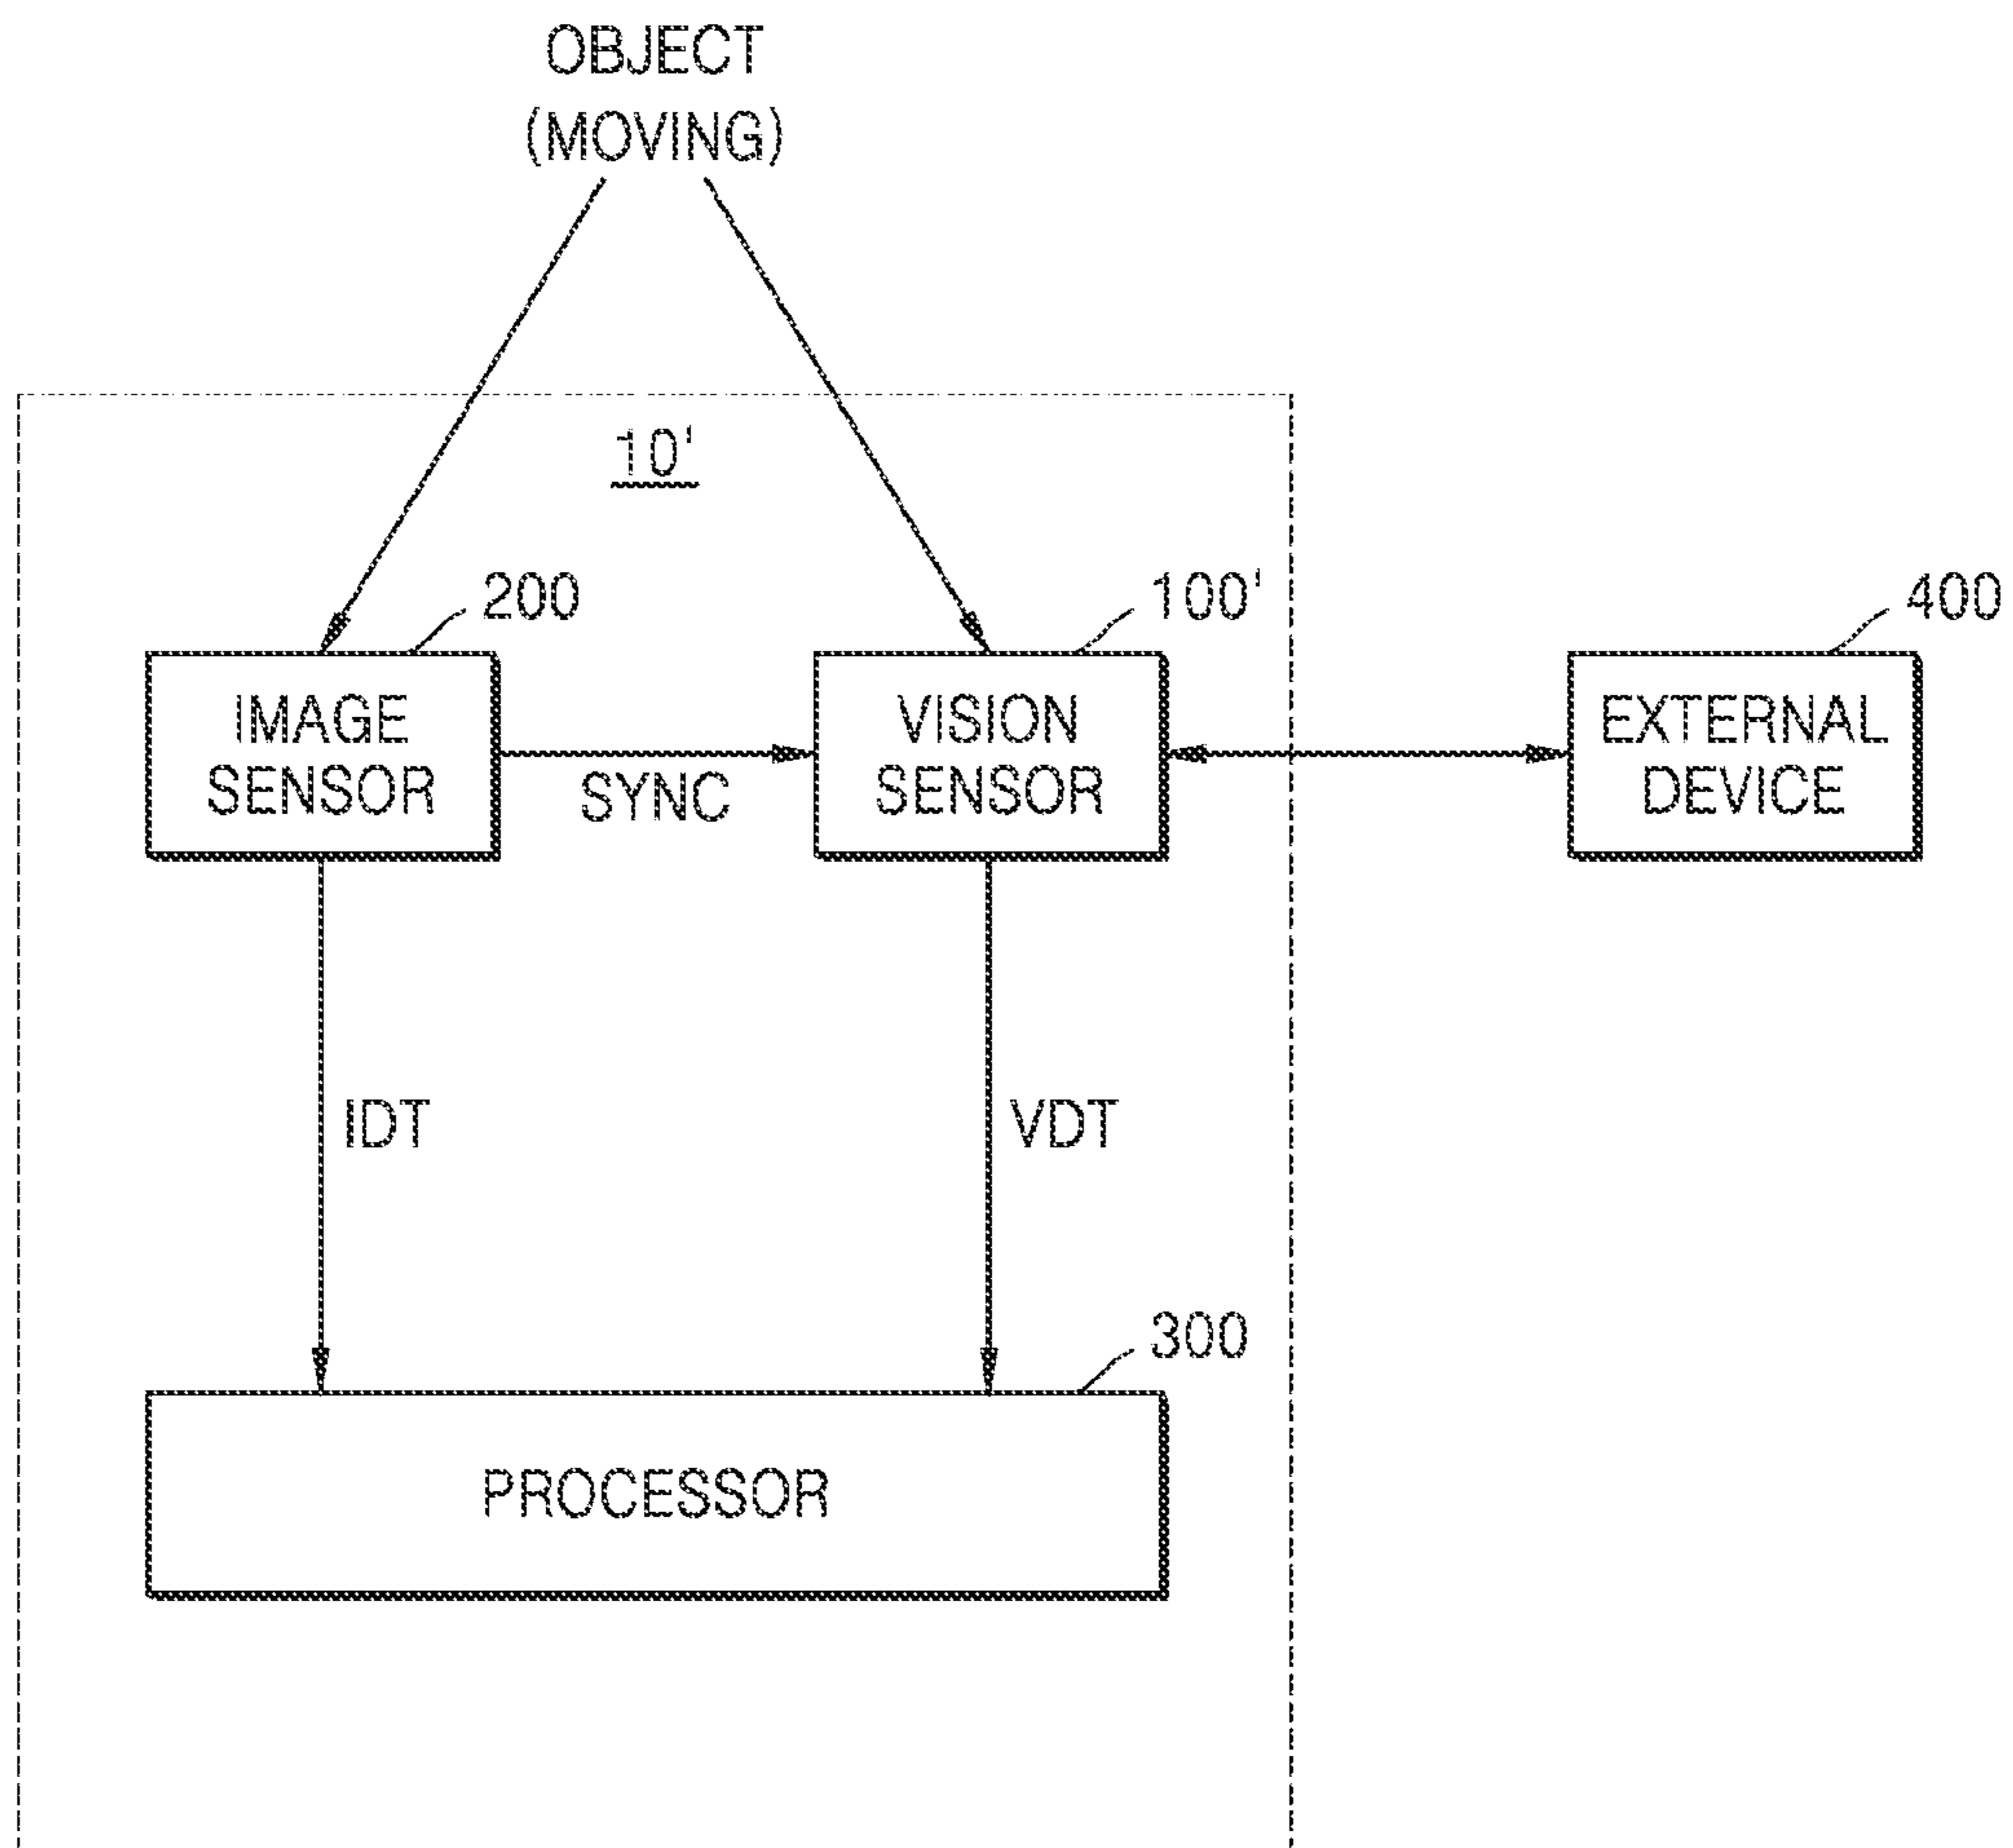 OBJECT
(MOVING)
10'
200
100'
400
IMAGE
SENSOR
SYNC
VISION
SENSOR
EXTERNAL
DEVICE
IDT
VDT
300
PROCESSOR